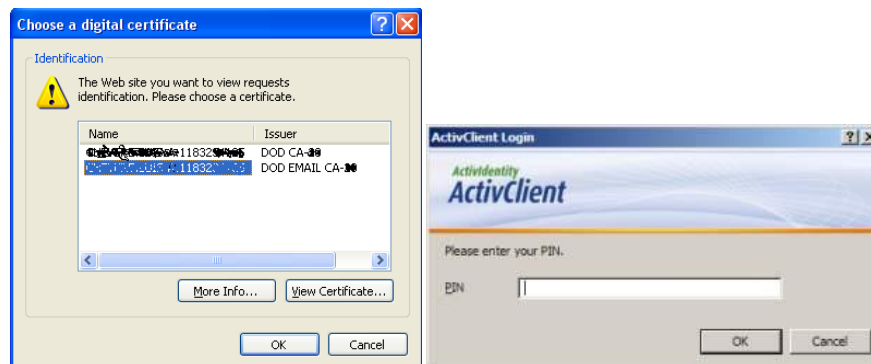 Choose a digital certificate
Identification
The Web site you want to view requests
identification. Please choose a certificate.
Name Issuer
DOD CA-
DOD EMAIL CA-
More Info... View Certificate...
OK Cancel
ActivClient Login
ActivIdentity
ActivClient
Please enter your PIN.
PIN
OK Cancel